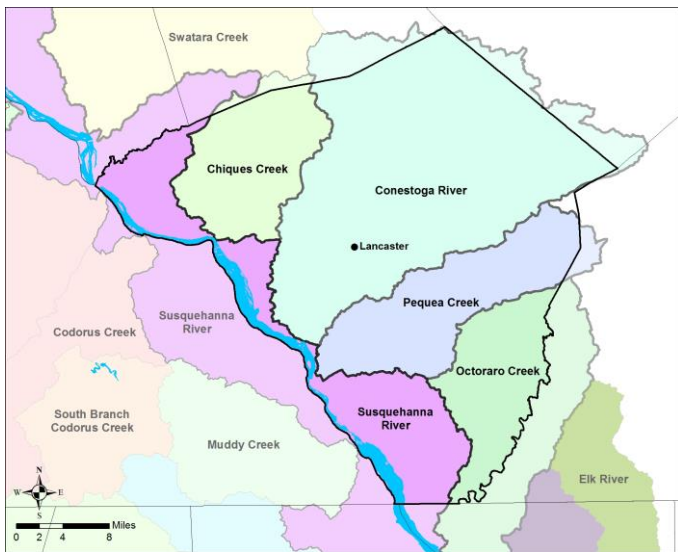 Swatara Creek
Chiques Creek
Conestoga River
Lancaster
Pequea Creek
Susquehanna
River
Codorus Creek
Octoraro Creek
South Branch
Codorus Creek
Susquehanna
River
Muddy Creek
Elk River
N
W E
S
Miles
0 2 4 8